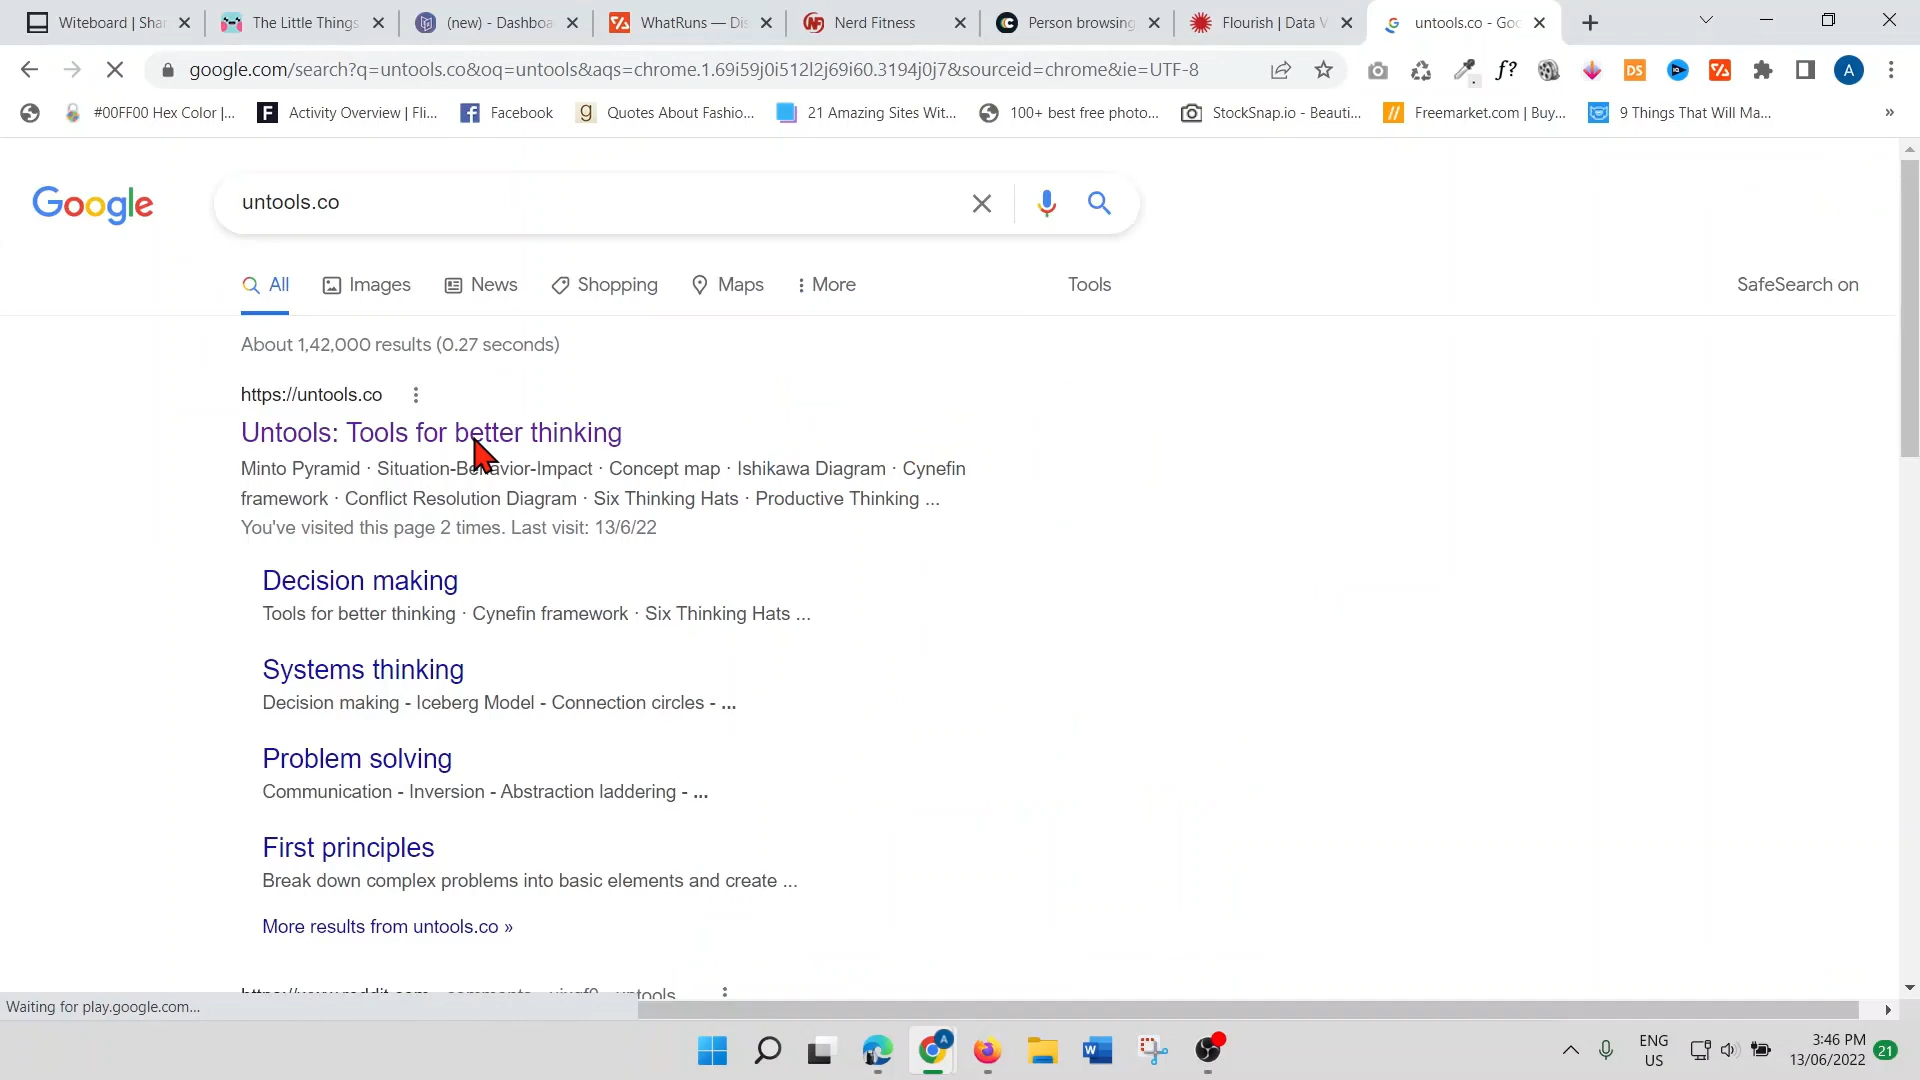 Witeboard | Shar
The Little Things
(new) - Dashboa
WhatRuns — Dis
Nerd Fitness
Person browsing
Flourish | Data V
untools.co - Goo
google.com/search?q=untools.co&oq=untools&aqs=chrome.1.69i59j0i512l2j69i60.3194j0j7&sourceid=chrome&ie=UTF-8
f?
DS
A
#00FF00 Hex Color |...
Activity Overview | Fli...
Facebook
Quotes About Fashio...
21 Amazing Sites Wit...
100+ best free photo...
StockSnap.io - Beauti...
Freemarket.com | Buy...
9 Things That Will Ma...
»
Google
untools.co
All
Images
News
Shopping
Maps
More
Tools
SafeSearch on
About 1,42,000 results (0.27 seconds)
https://untools.co
Untools: Tools for better thinking
Minto Pyramid · Situation-Behavior-Impact · Concept map · Ishikawa Diagram · Cynefin
framework · Conflict Resolution Diagram · Six Thinking Hats · Productive Thinking ...
You've visited this page 2 times. Last visit: 13/6/22
Decision making
Tools for better thinking · Cynefin framework · Six Thinking Hats ...
Systems thinking
Decision making - Iceberg Model - Connection circles - ...
Problem solving
Communication - Inversion - Abstraction laddering - ...
First principles
Break down complex problems into basic elements and create ...
More results from untools.co »
Waiting for play.google.com...
ENG
US
3:46 PM
13/06/2022
21